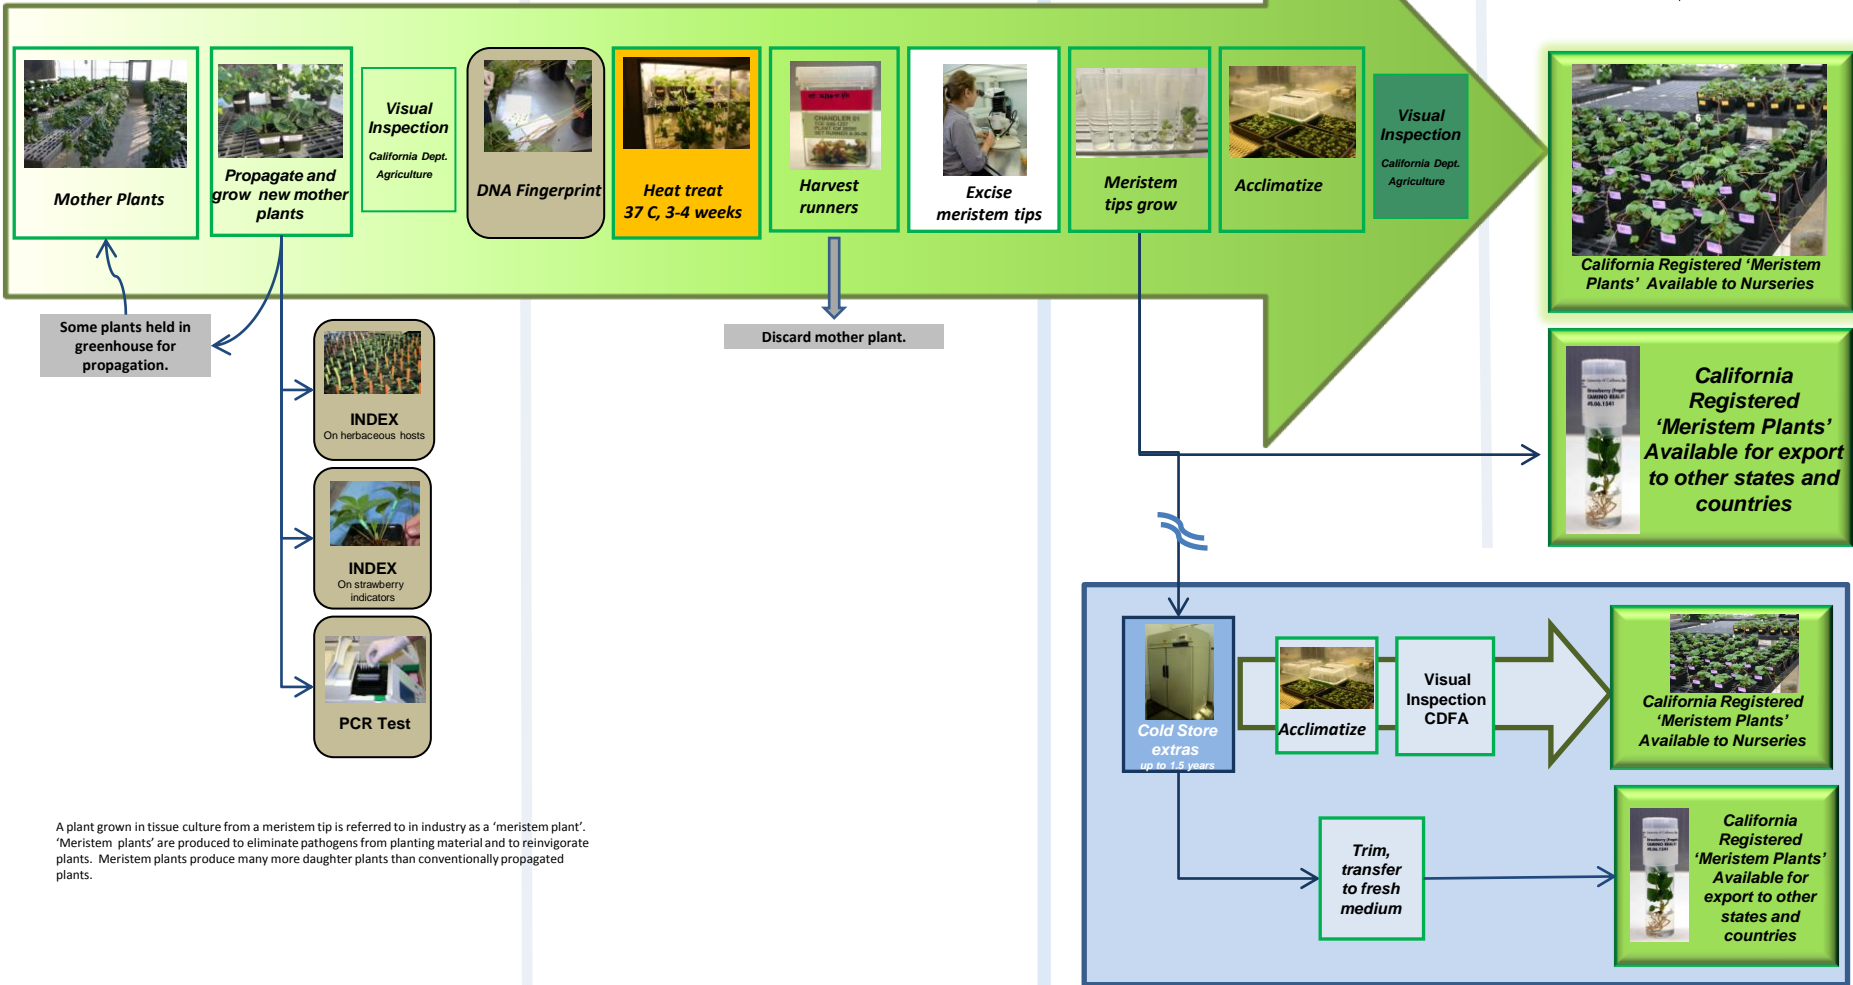 Mother Plants
Propagate and
grow new mother
plants
Visual
Inspection
California Dept.
Agriculture
DNA Fingerprint
Heat treat
37 C, 3-4 weeks
CHANDLER 01
Harvest
runners
Excise
meristem tips
Meristem
tips grow
Acclimatize
Visual
Inspection
California Dept.
Agriculture
California Registered ‘Meristem
Plants’ Available to Nurseries
Some plants held in
greenhouse for
propagation.
Discard mother plant.
INDEX
On herbaceous hosts
INDEX
On strawberry
indicators
PCR Test
California
Registered
‘Meristem Plants’
Available for export
to other states and
countries
Cold Store
extras
up to 1.5 years
Acclimatize
Visual
Inspection
CDFA
California Registered
‘Meristem Plants’
Available to Nurseries
Trim,
transfer
to fresh
medium
California
Registered
‘Meristem Plants’
Available for
export to other
states and
countries
A plant grown in tissue culture from a meristem tip is referred to in industry as a ‘meristem plant’.
‘Meristem plants’ are produced to eliminate pathogens from planting material and to reinvigorate
plants. Meristem plants produce many more daughter plants than conventionally propagated
plants.